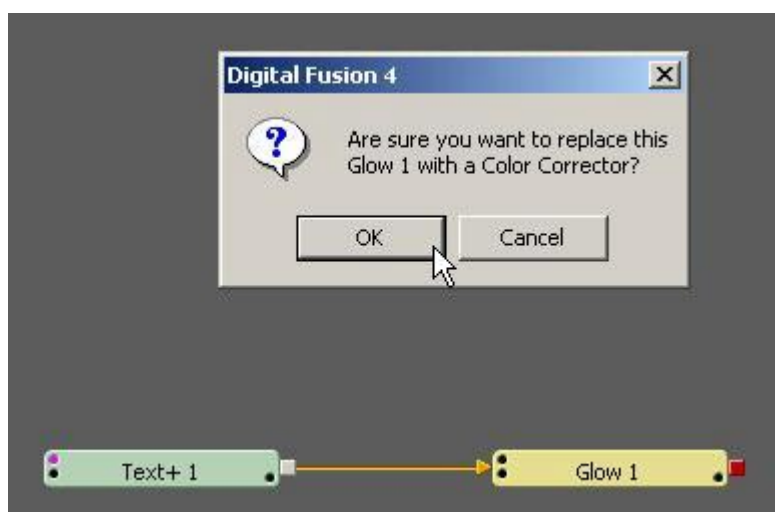 Digital Fusion 4
Are sure you want to replace this
Glow 1 with a Color Corrector?
OK
Cancel
Text+ 1
Glow 1